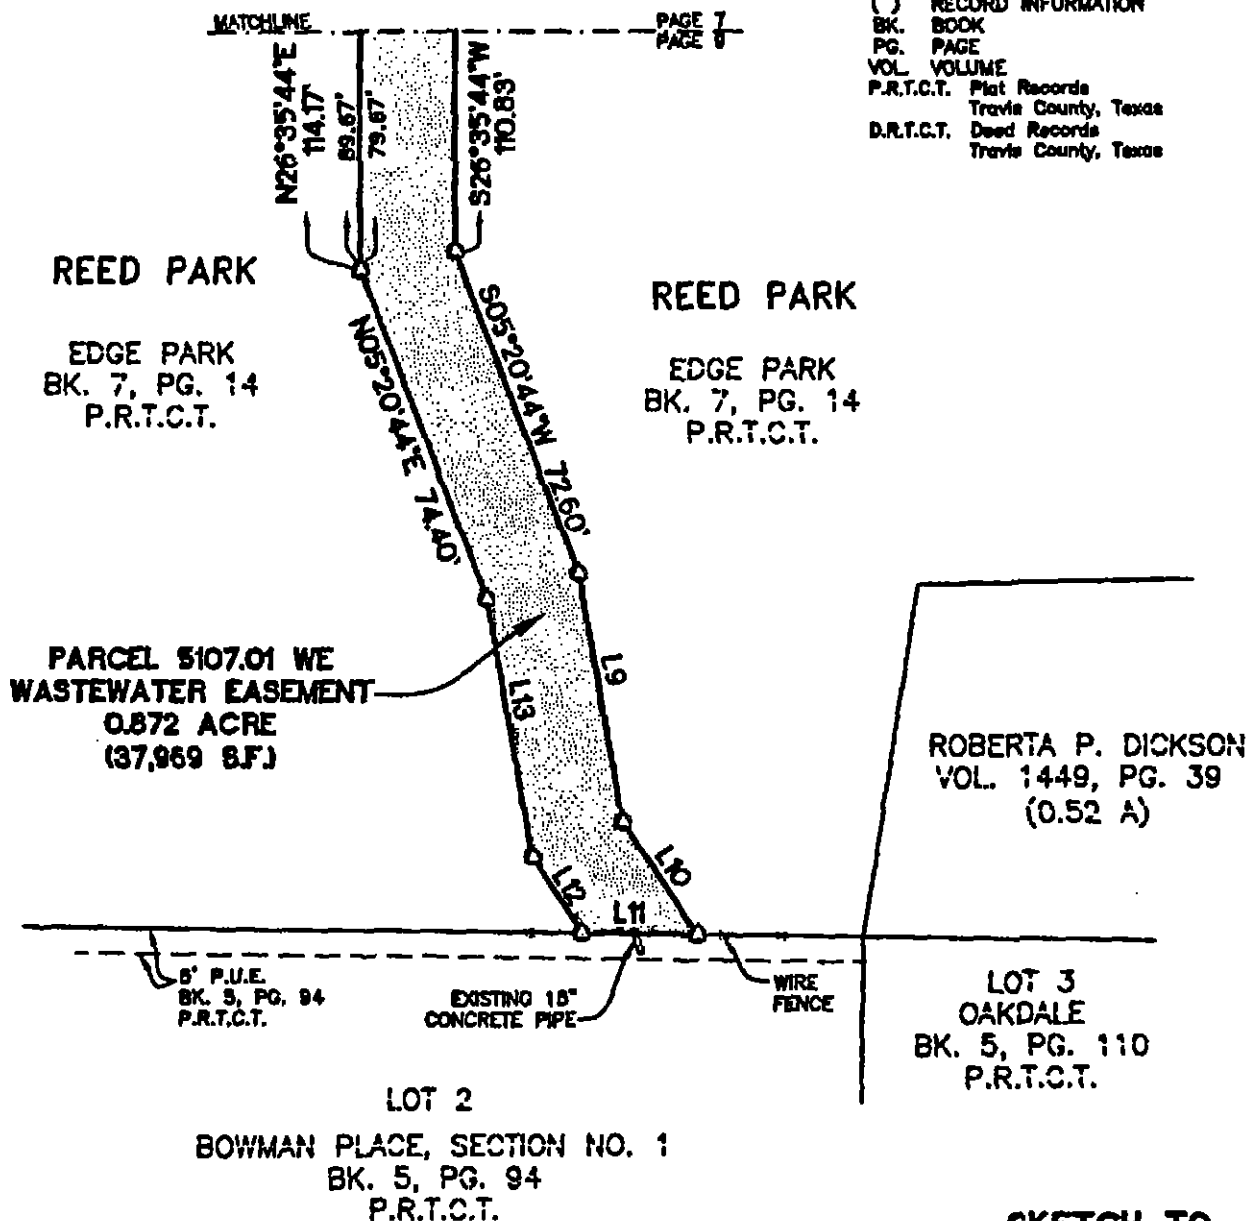 MATCHLINE
PAGE 7
PAGE 8
( ) RECORD INFORMATION
BK. BOOK
PG. PAGE
VOL. VOLUME
P.R.T.C.T. Plat Records
Travis County, Texas
D.R.T.C.T. Deed Records
Travis County, Texas
N26°35'44"E
114.17'
89.67'
79.67'
S26°35'44"W
110.83'
REED PARK
EDGE PARK
BK. 7, PG. 14
P.R.T.C.T.
REED PARK
EDGE PARK
BK. 7, PG. 14
P.R.T.C.T.
N05°20'44"E 74.40'
S05°20'44"W 72.60'
PARCEL 5107.01 WE
WASTEWATER EASEMENT
0.872 ACRE
(37,969 S.F.)
L13
L9
L12
L10
L11
ROBERTA P. DICKSON
VOL. 1449, PG. 39
(0.52 A)
5' P.U.E.
BK. 5, PG. 94
P.R.T.C.T.
EXISTING 15"
CONCRETE PIPE
WIRE
FENCE
LOT 3
OAKDALE
BK. 5, PG. 110
P.R.T.C.T.
LOT 2
BOWMAN PLACE, SECTION NO. 1
BK. 5, PG. 94
P.R.T.C.T.
SKETCH TO